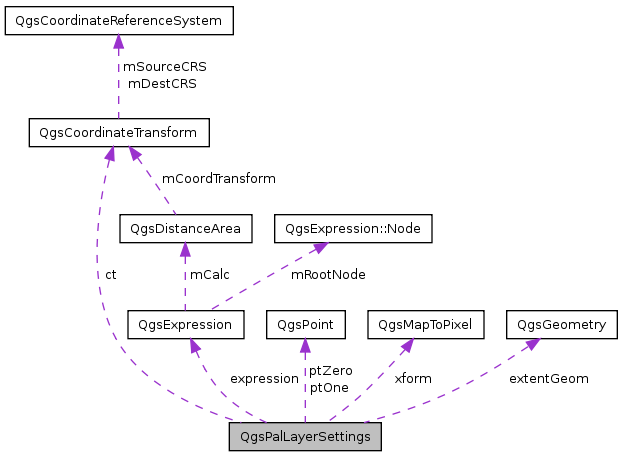 QgsCoordinateReferenceSystem
mSourceCRS
mDestCRS
QgsCoordinateTransform
mCoordTransform
QgsDistanceArea
QgsExpression::Node
ct
mCalc
mRootNode
QgsExpression
QgsPoint
QgsMapToPixel
QgsGeometry
expression
ptZero
ptOne
xform
extentGeom
QgsPalLayerSettings